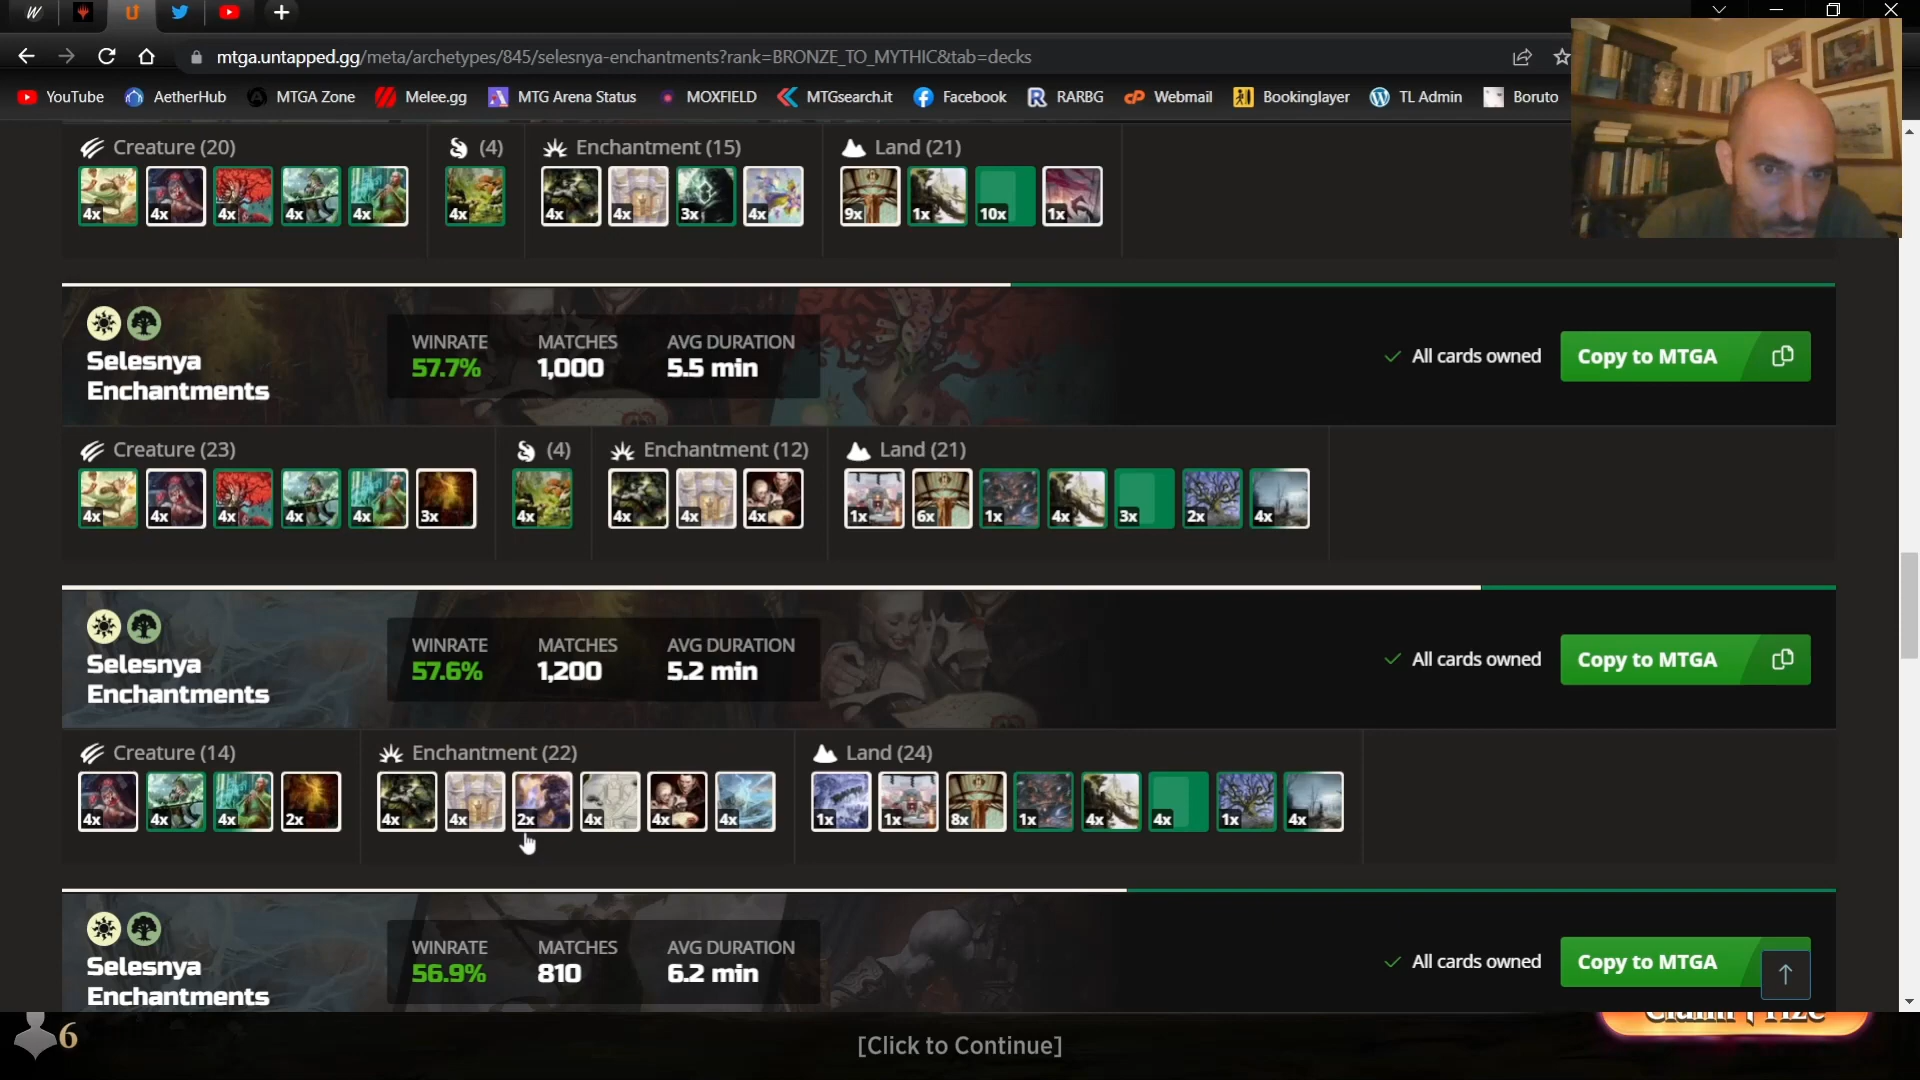 mtga.untapped.gg/meta/archetypes/845/selesnya-enchantments?rank=BRONZE_TO_MYTHIC&tab=decks
YouTube AetherHub MTGA Zone Melee.gg MTG Arena Status MOXFIELD MTGsearch.it Facebook RARBG Webmail Bookinglayer TL Admin Boruto
Creature (20) (4) Enchantment (15) Land (21)
4x 4x 4x 4x 4x 4x 4x 4x 3x 4x 9x 1x 10x 1x
WINRATE MATCHES AVG DURATION
57.7% 1,000 5.5 min
Selesnya
Enchantments
All cards owned
Copy to MTGA
Creature (23) (4) Enchantment (12) Land (21)
4x 4x 4x 4x 4x 3x 4x 4x 4x 4x 1x 6x 1x 4x 3x 2x 4x
WINRATE MATCHES AVG DURATION
57.6% 1,200 5.2 min
Selesnya
Enchantments
All cards owned
Copy to MTGA
Creature (14) Enchantment (22) Land (24)
4x 4x 4x 2x 4x 4x 2x 4x 4x 4x 1x 1x 8x 1x 4x 4x 1x 4x
WINRATE MATCHES AVG DURATION
56.9% 810 6.2 min
Selesnya
Enchantments
All cards owned
Copy to MTGA
6
[Click to Continue]